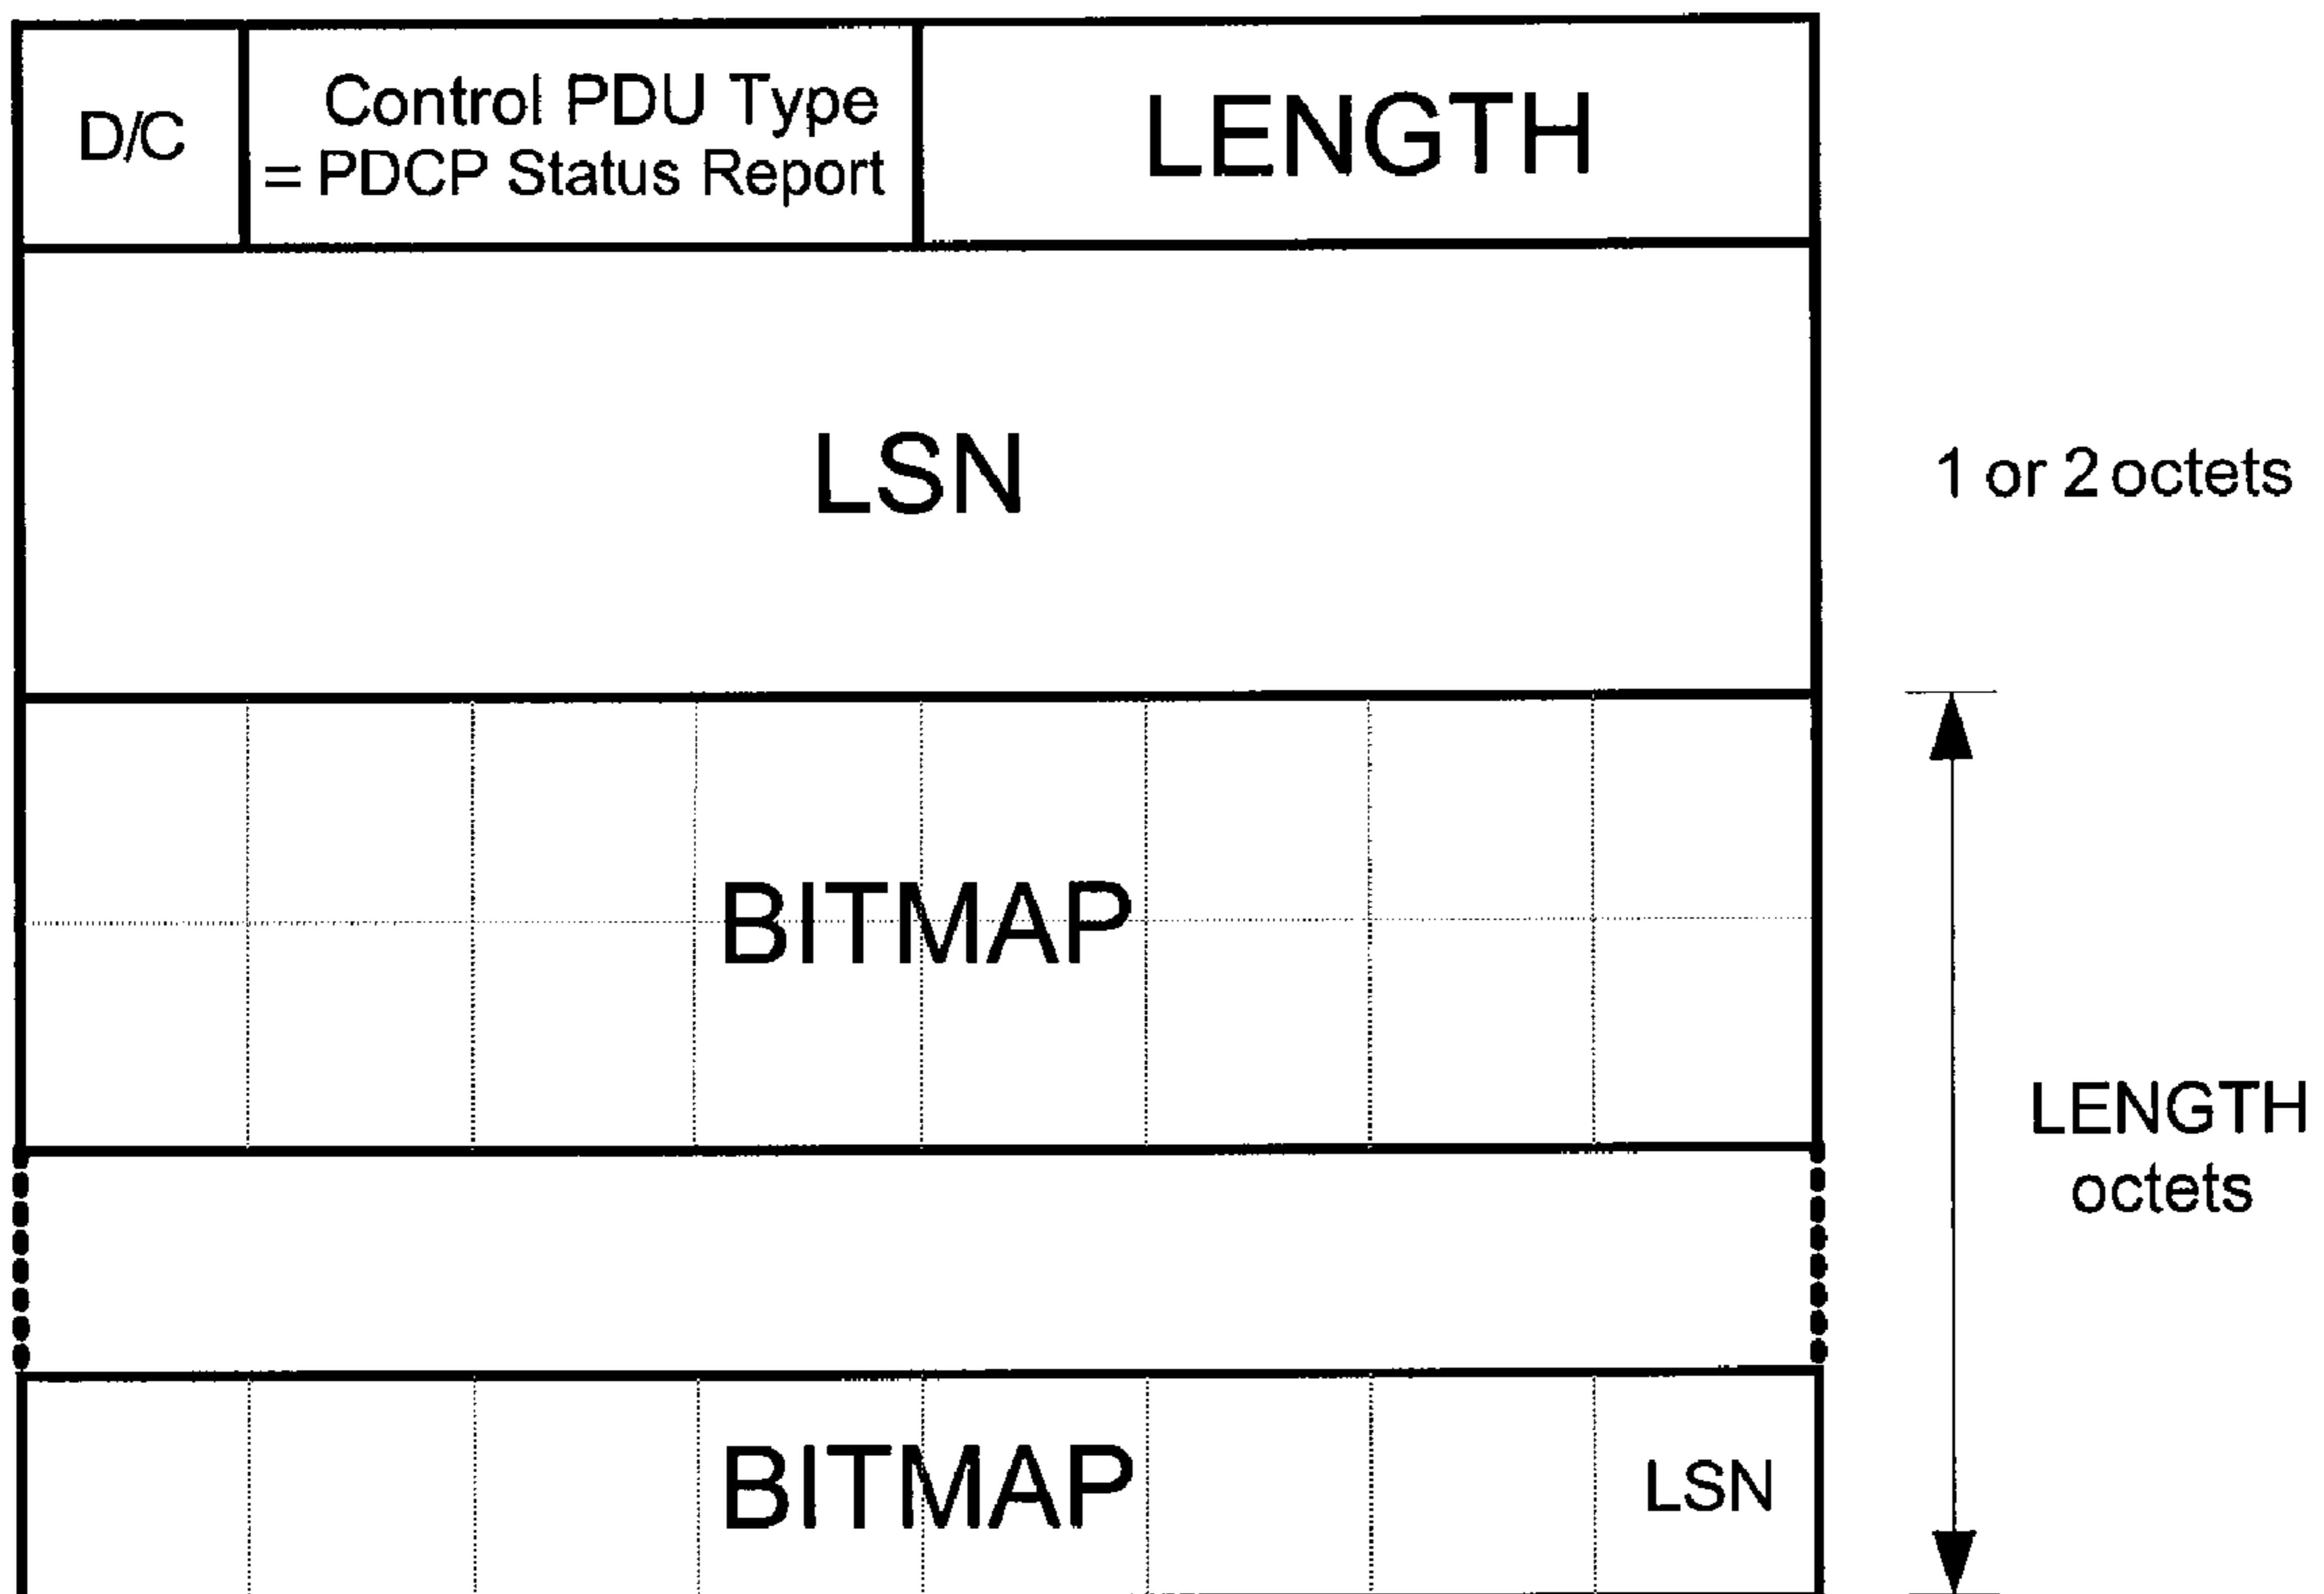 D/C
Control PDU Type
= PDCP Status Report
LENGTH
LSN
1 or 2 octets
BITMAP
LENGTH
octets
BITMAP
LSN